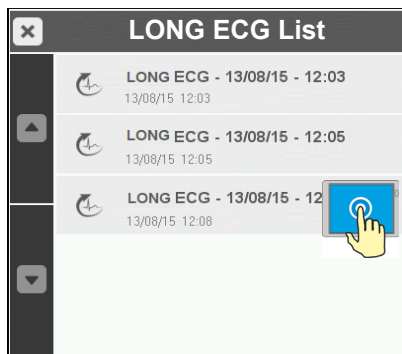 LONG ECG List
LONG ECG - 13/08/15 - 12:03
13/08/15 12:03
LONG ECG - 13/08/15 - 12:05
13/08/15 12:05
LONG ECG - 13/08/15 - 12
13/08/15 12:08